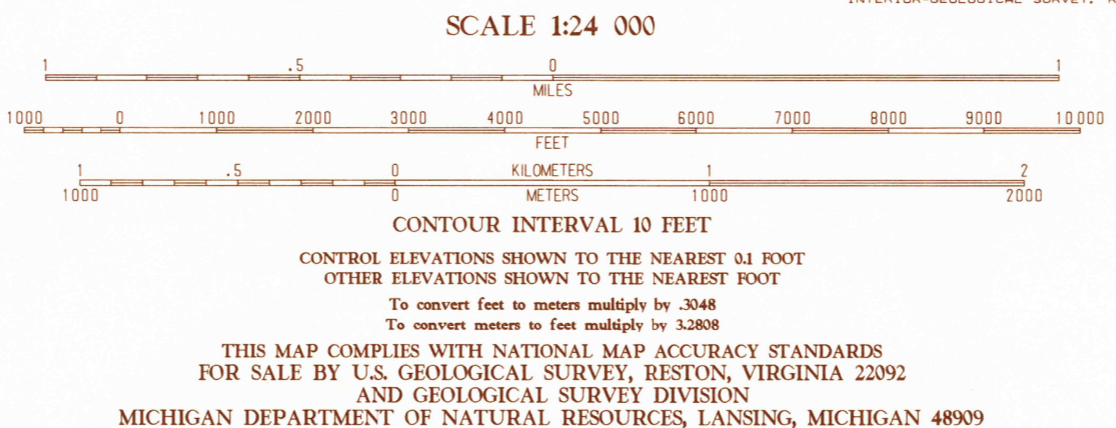 SCALE 1:24 000
1 .5 0 1
MILES
1000 0 1000 2000 3000 4000 5000 6000 7000 8000 9000 10000
FEET
1 .5 0 KILOMETERS 1 2
1000 0 METERS 1000 2000
CONTOUR INTERVAL 10 FEET
CONTROL ELEVATIONS SHOWN TO THE NEAREST 0.1 FOOT
OTHER ELEVATIONS SHOWN TO THE NEAREST FOOT
To convert feet to meters multiply by .3048
To convert meters to feet multiply by 3.2808
THIS MAP COMPLIES WITH NATIONAL MAP ACCURACY STANDARDS
FOR SALE BY U.S. GEOLOGICAL SURVEY, RESTON, VIRGINIA 22092
AND GEOLOGICAL SURVEY DIVISION
MICHIGAN DEPARTMENT OF NATURAL RESOURCES, LANSING, MICHIGAN 48909